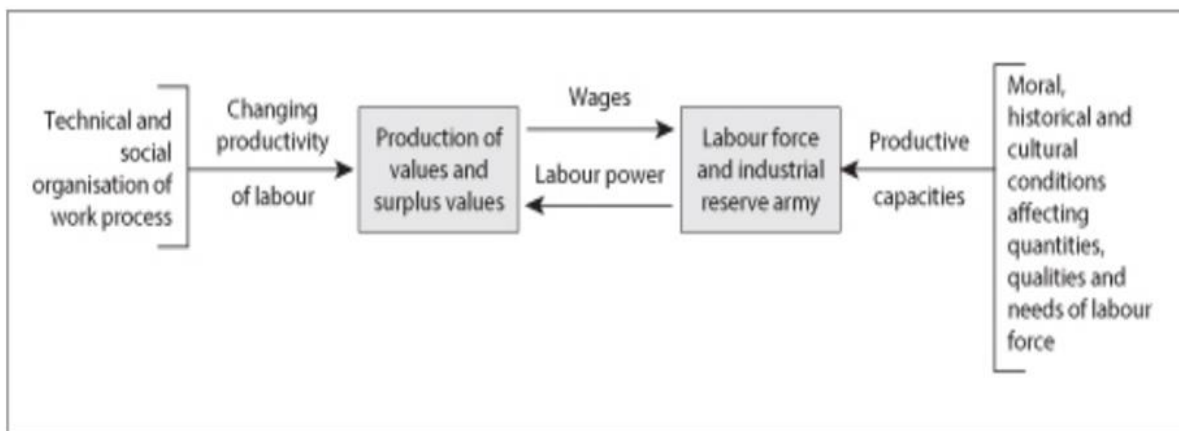 Technical and
social
organisation of
work process
Changing
productivity
of labour
Production of
values and
surplus values
Wages
Labour power
Labour force
and industrial
reserve army
Productive
capacities
Moral,
historical and
cultural
conditions
affecting
quantities,
qualities and
needs of labour
force